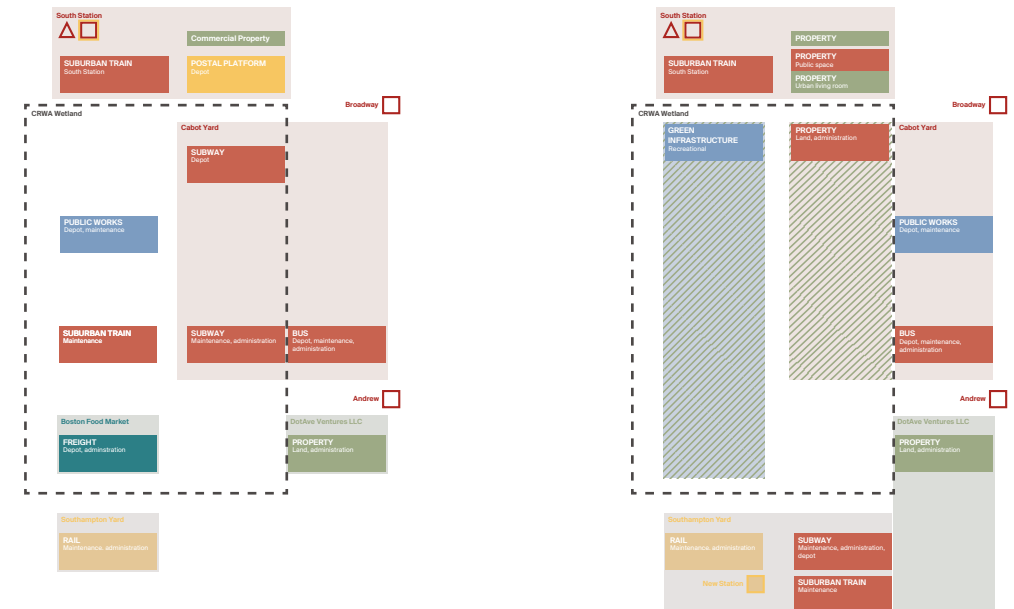 South Station
Commercial Property
SUBURBAN TRAIN
South Station
POSTAL PLATFORM
Depot
Broadway
CRWA Wetland
Cabot Yard
SUBWAY
Depot
PUBLIC WORKS
Depot, maintenance
SUBURBAN TRAIN
Maintenance
SUBWAY
Maintenance, administration
BUS
Depot, maintenance,
administration
Andrew
Boston Food Market
FREIGHT
Depot, adminstration
DotAve Ventures LLC
PROPERTY
Land, administration
Southampton Yard
RAIL
Maintenance, administration
South Station
PROPERTY
SUBURBAN TRAIN
South Station
PROPERTY
Public space
PROPERTY
Urban living room
Broadway
CRWA Wetland
GREEN
INFRASTRUCTURE
Recreational
PROPERTY
Land, administration
Cabot Yard
PUBLIC WORKS
Depot, maintenance
BUS
Depot, maintenance,
administration
Andrew
DotAve Ventures LLC
PROPERTY
Land, administration
Southampton Yard
RAIL
Maintenance, administration
SUBWAY
Maintenance, administration,
depot
New Station
SUBURBAN TRAIN
Maintenance